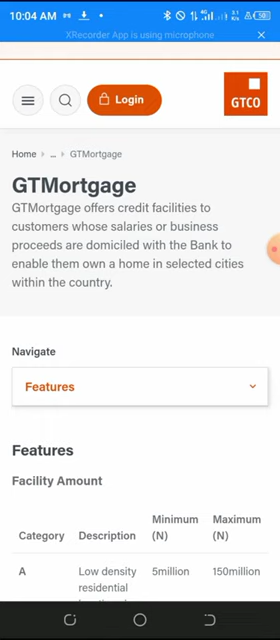 10:04 AM
XRecorder App is using microphone
Login
GTCO
Home ... GTMortgage
GTMortgage
GTMortgage offers credit facilities to
customers whose salaries or business
proceeds are domiciled with the Bank to
enable them own a home in selected cities
within the country.
Navigate
Features
Features
Facility Amount
Category Description Minimum (N) Maximum (N)
A Low density 5million 150million
residential